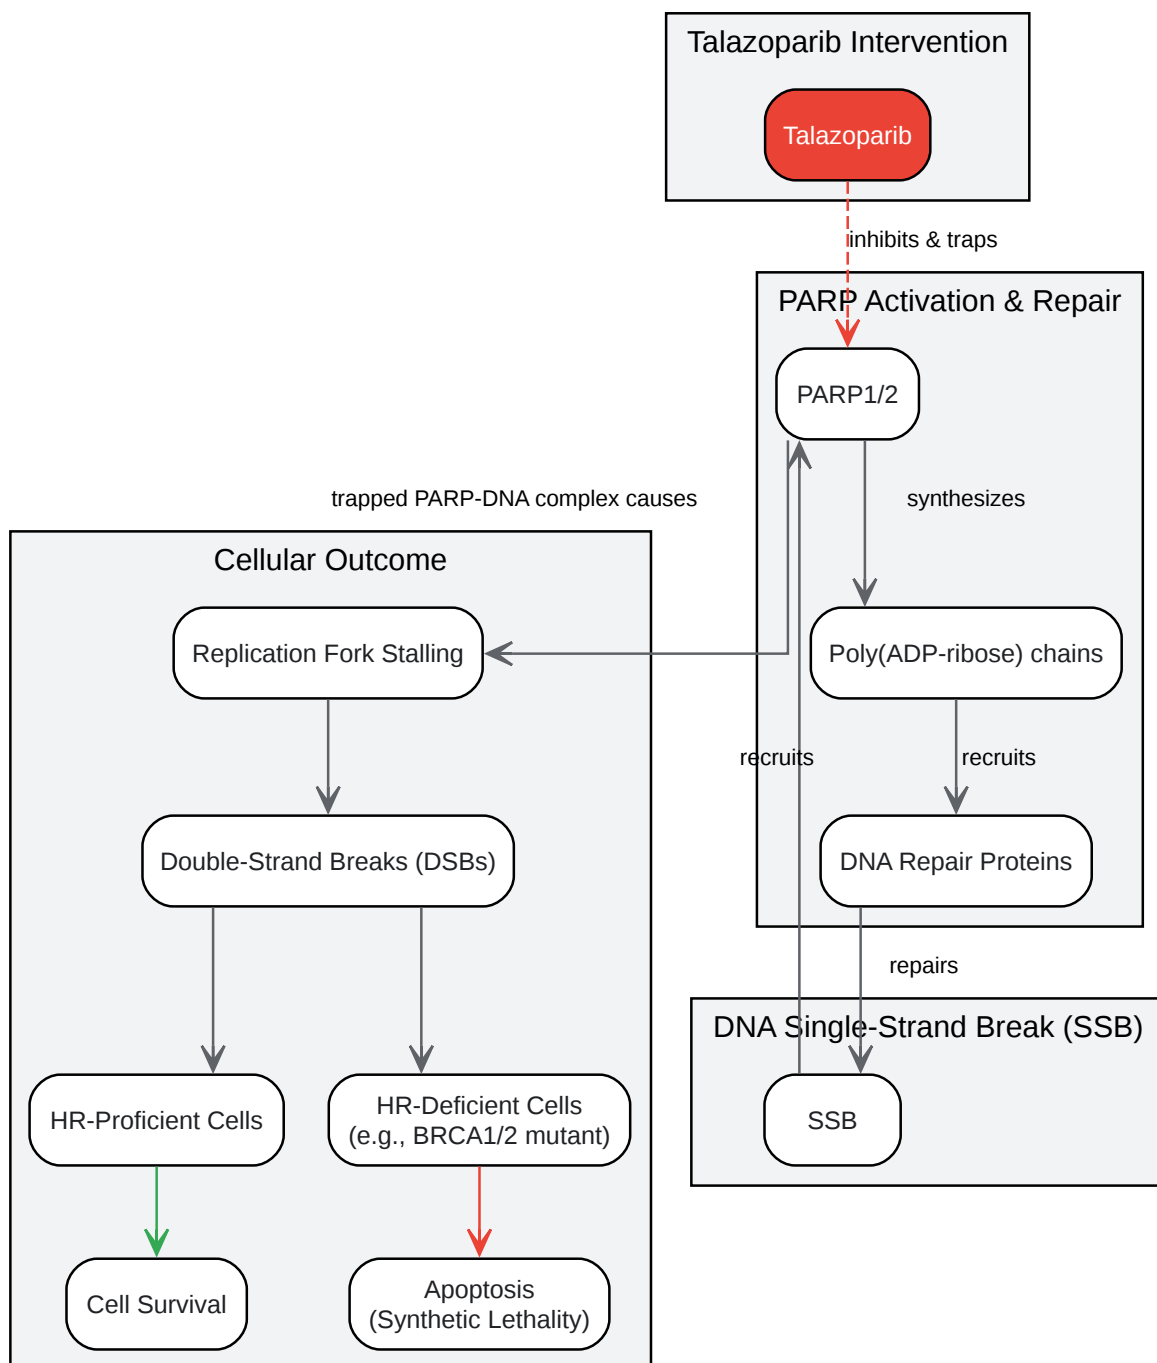 Talazoparib Intervention
Talazoparib
inhibits & traps
PARP Activation & Repair
PARP1/2
trapped PARP-DNA complex causes
synthesizes
Cellular Outcome
Replication Fork Stalling
Poly(ADP-ribose) chains
recruits
recruits
Double-Strand Breaks (DSBs)
DNA Repair Proteins
repairs
DNA Single-Strand Break (SSB)
HR-Proficient Cells
HR-Deficient Cells
(e.g., BRCA1/2 mutant)
SSB
Cell Survival
Apoptosis
(Synthetic Lethality)